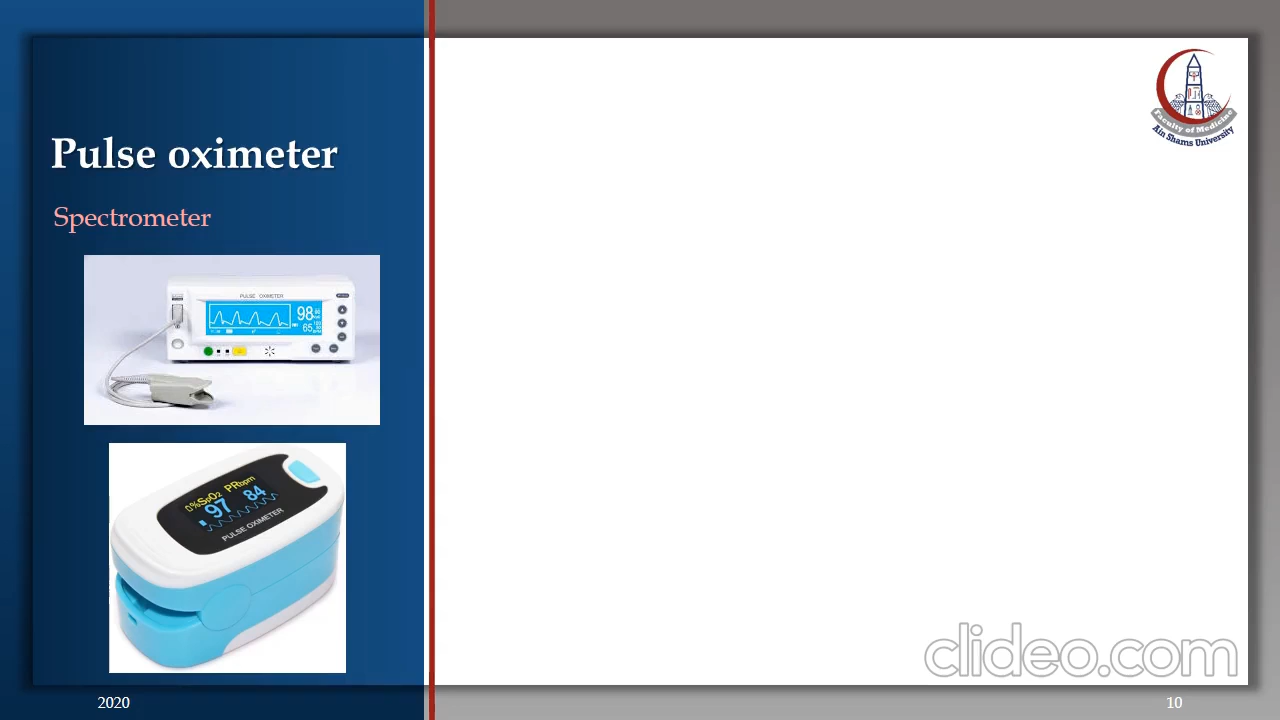 Pulse oximeter
Spectrometer
PULSE OXIMETER
98
65
%SpO2 PRbpm
97 84
PULSE OXIMETER
Faculty of Medicine
Ain Shams University
clideo.com
2020
10